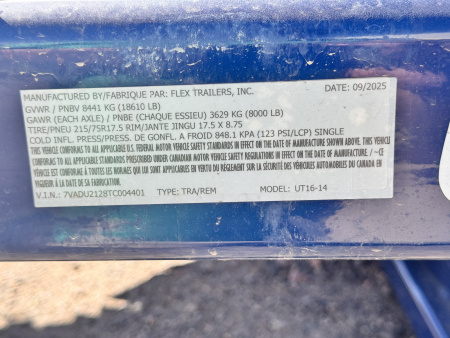 MANUFACTURED BY/FABRIQUE PAR: FLEX TRAILERS, INC. DATE: 09/2025
GVWR / PNBV 8441 KG (18610 LB)
GAWR (EACH AXLE) / PNBE (CHAQUE ESSIEU) 3629 KG (8000 LB)
TIRE/PNEU 215/75R17.5 RIM/JANTE JINGU 17.5 X 8.75
COLD INFL. PRESS/PRESS. DE GONFL. A FROID 848.1 KPA (123 PSI/LCP) SINGLE
THIS VEHICLE CONFORMS TO ALL APPLICABLE U.S. FEDERAL MOTOR VEHICLE SAFETY
STANDARDS IN EFFECT ON THE DATE OF MANUFACTURE SHOWN ABOVE. / THIS VEHICLE CONFORMS TO ALL
APPLICABLE STANDARDS PRESCRIBED UNDER THE CANADIAN MOTOR VEHICLE SAFETY REGULATIONS IN EFFECT ON THE DATE OF MANUFACTURE / ~CE
VEHICULE EST CONFORME A TOUTES LES NORMES QUI LUI SONT APPLICABLES EN VERTU DU REGLEMENT SUR LA SECURITE DES VEHICULES AUTOMOBILES DU CANADA EN
VIGUEUR A LA DATE DE SA FABRICATION
V.I.N.: 7VADU2128TC004401 TYPE: TRA/REM MODEL: UT16-14